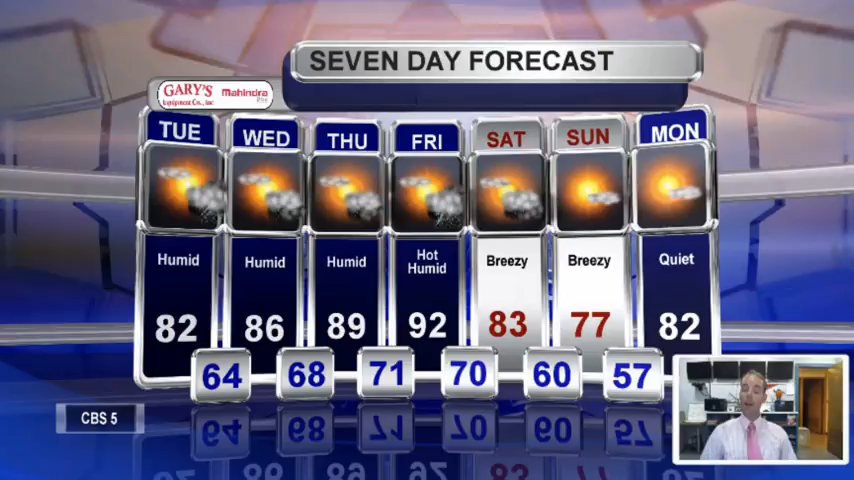 SEVEN DAY FORECAST
GARY'S
Equipment Co., Inc
Mahindra
TUE WED THU FRI SAT SUN MON
Humid Humid Humid Hot Humid Breezy Breezy Quiet
82 86 89 92 83 77 82
64 68 71 70 60 57
CBS 5